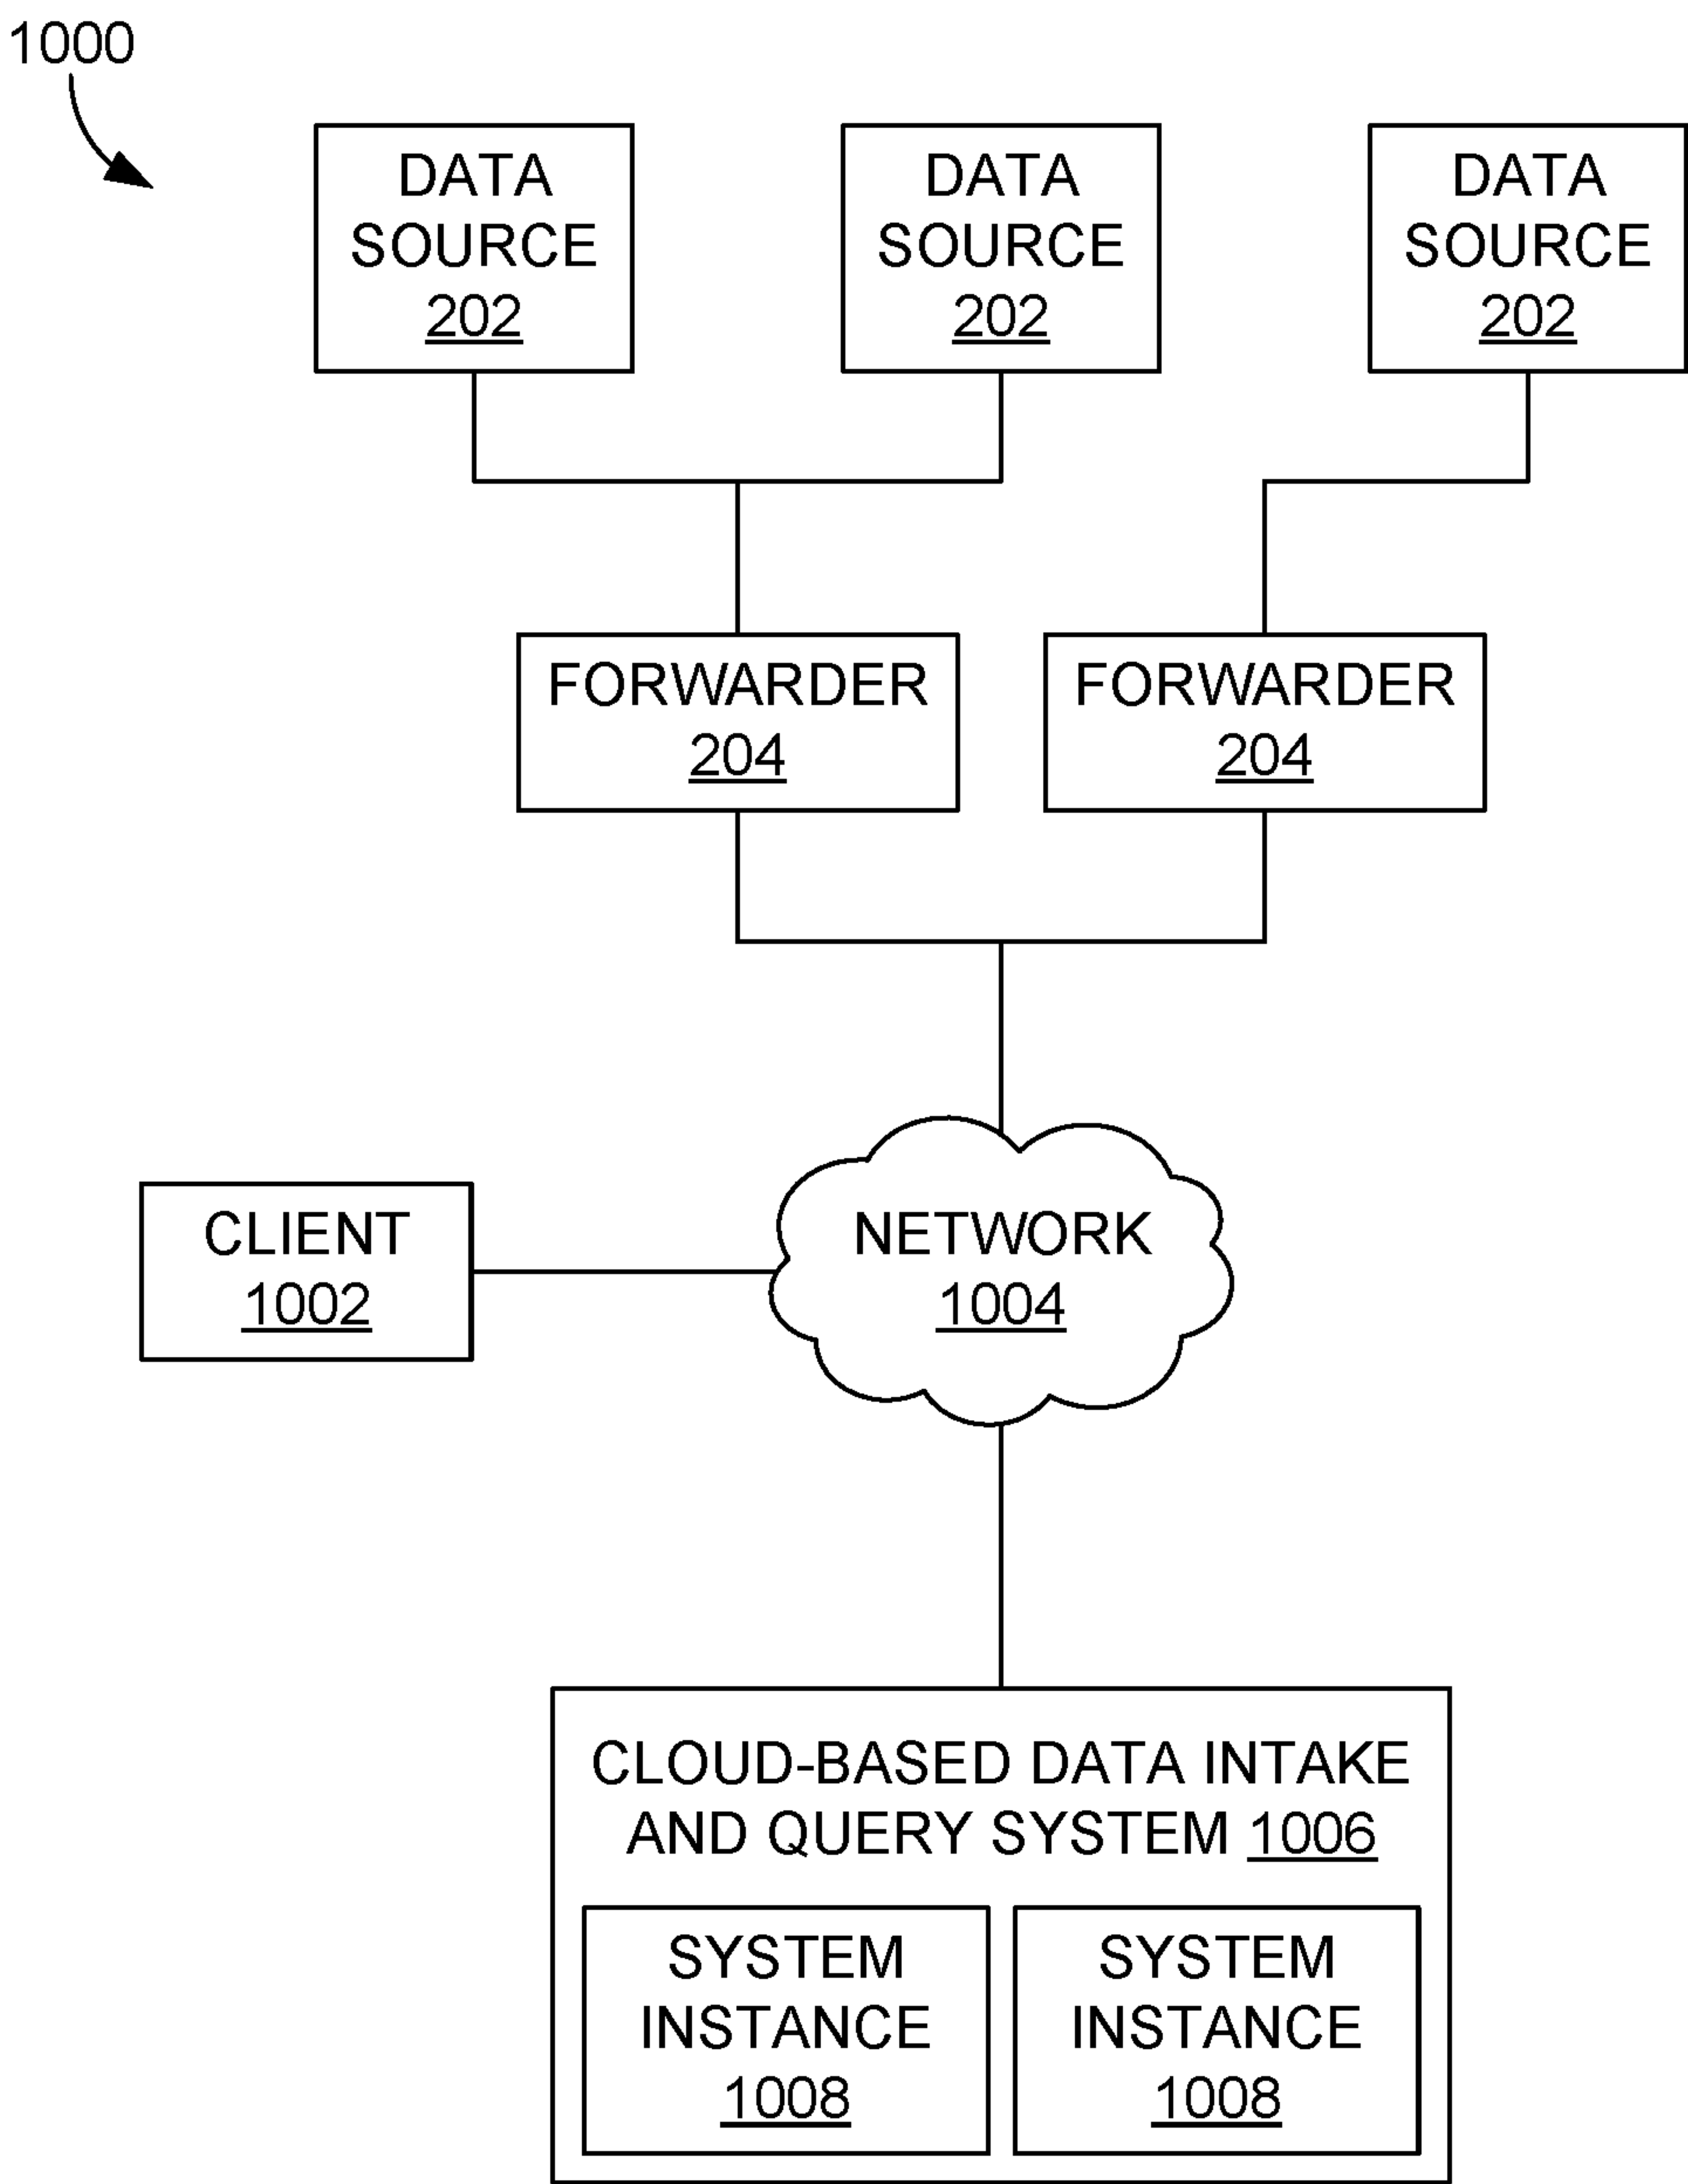 1000
DATA
SOURCE
202
DATA
SOURCE
202
DATA
SOURCE
202
FORWARDER
204
FORWARDER
204
CLIENT
1002
NETWORK
1004
CLOUD-BASED DATA INTAKE
AND QUERY SYSTEM 1006
SYSTEM
INSTANCE
1008
SYSTEM
INSTANCE
1008